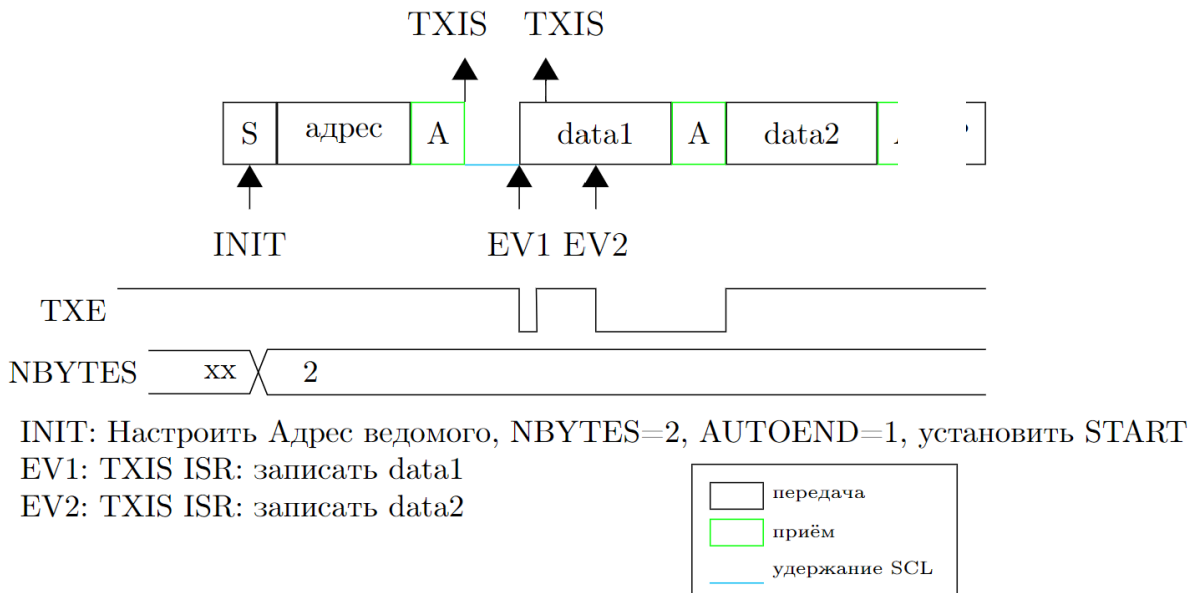 TXIS TXIS
S адрес A data1 A data2
INIT EV1 EV2
TXE
NBYTES xx 2
INIT: Настроить Адрес ведомого, NBYTES=2, AUTOEND=1, установить START
EV1: TXIS ISR: записать data1
EV2: TXIS ISR: записать data2
передача
приём
удержание SCL